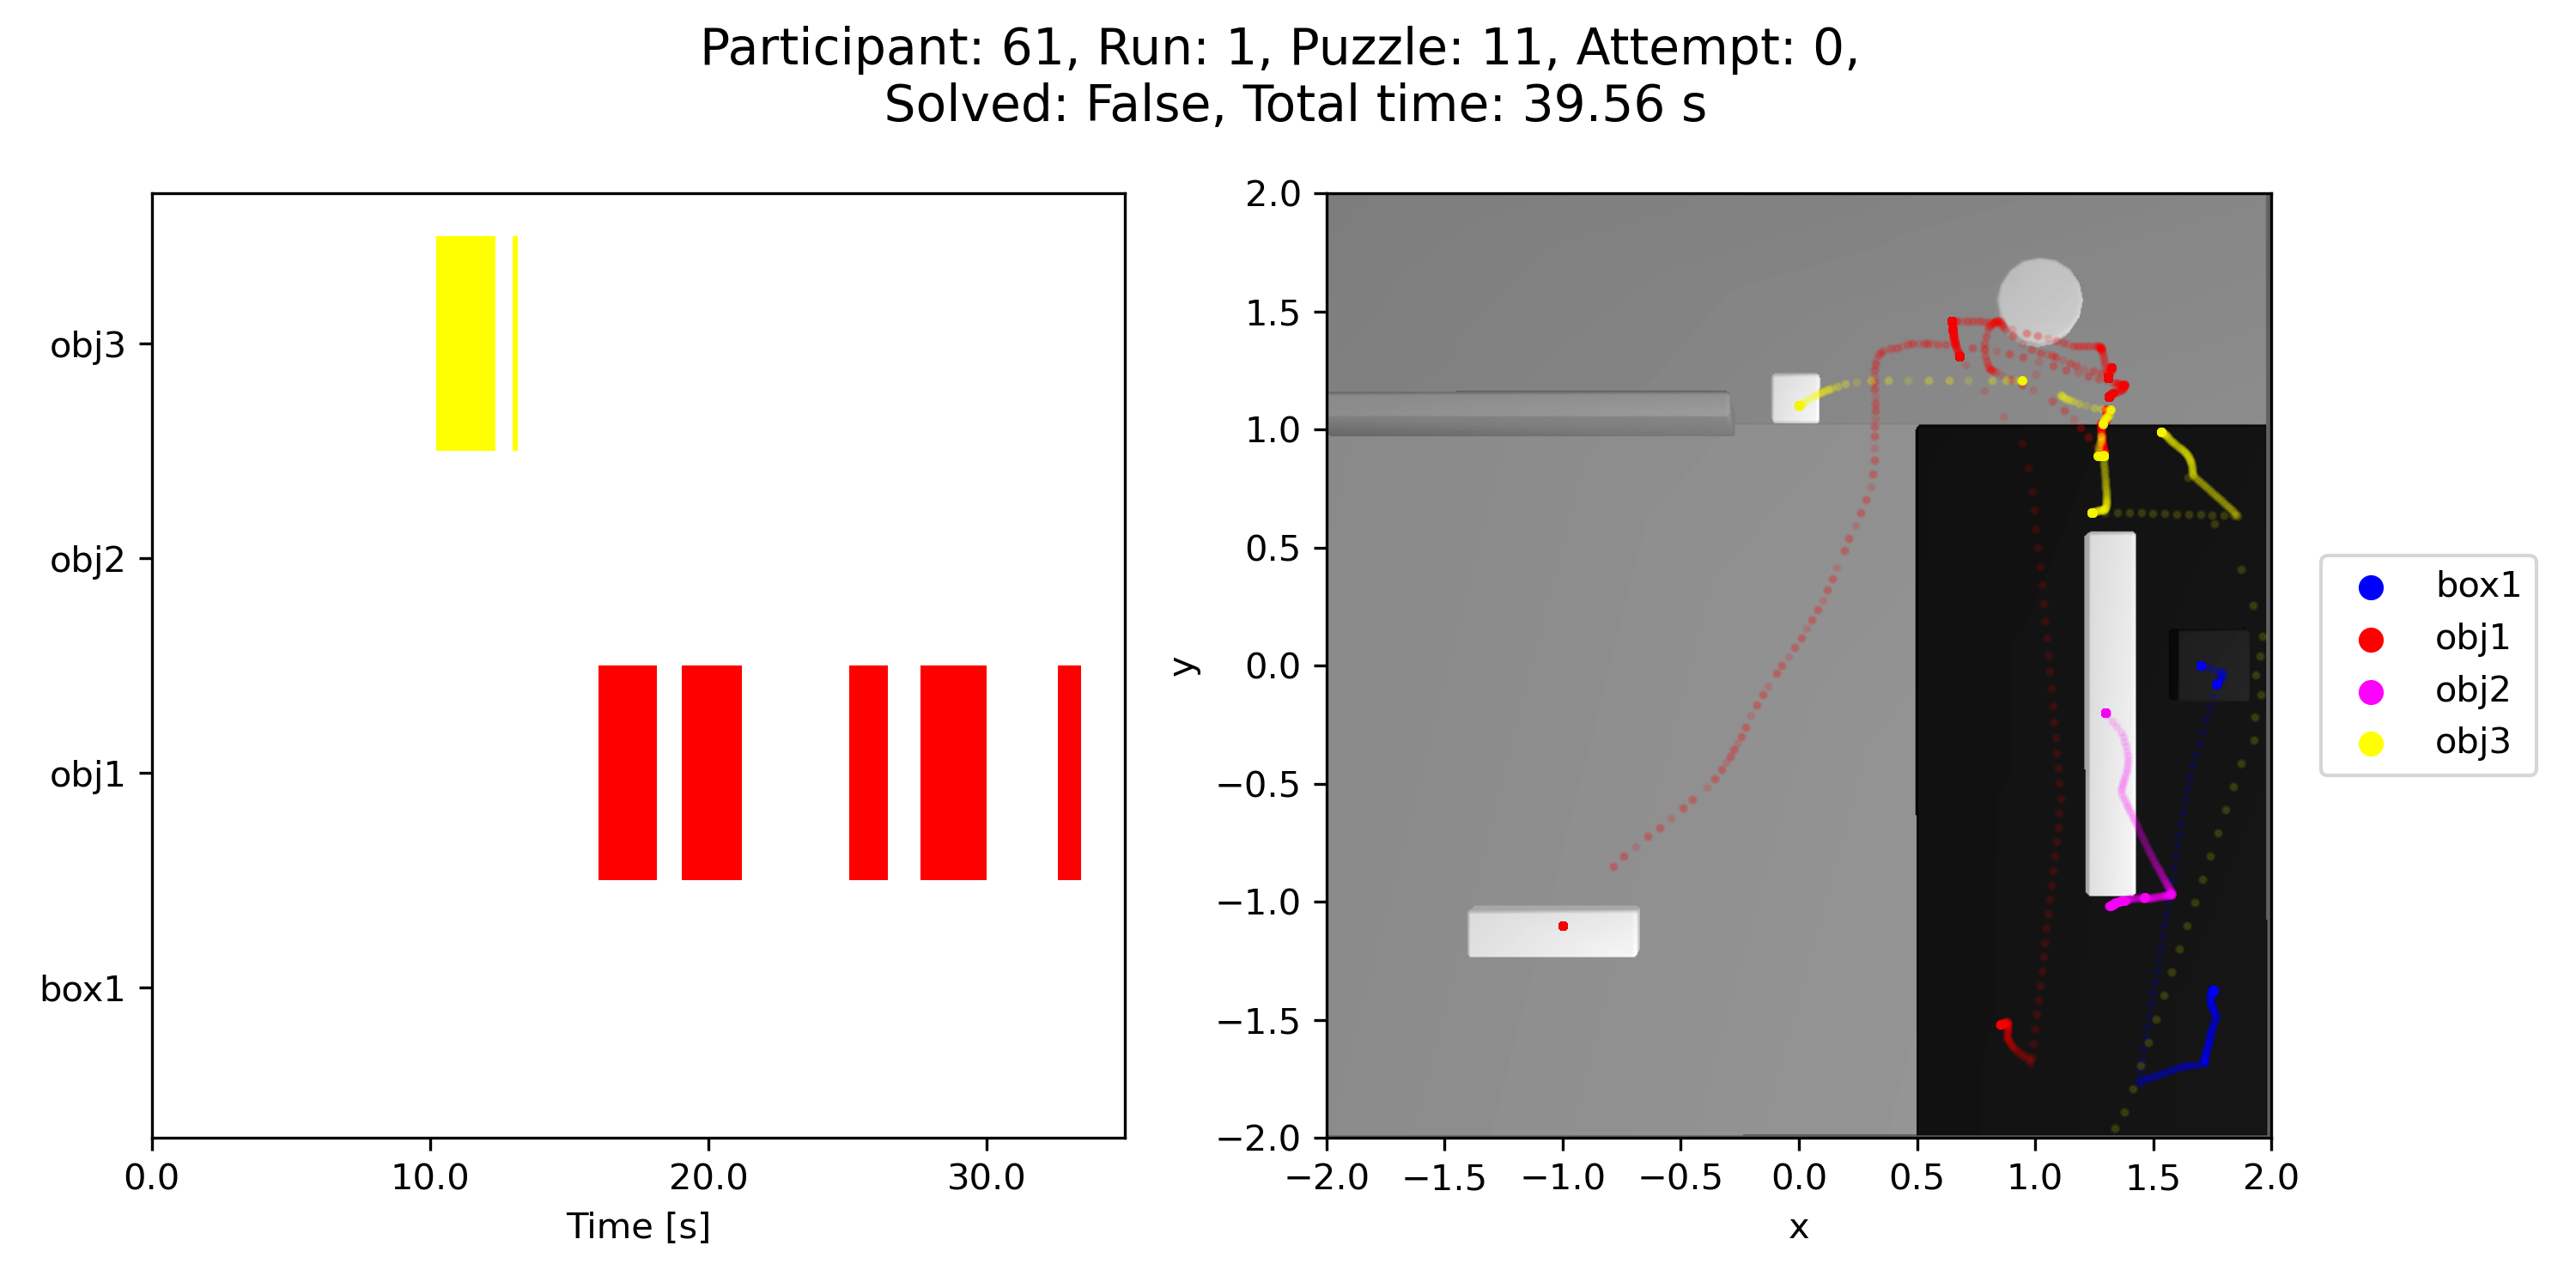 Participant: 61, Run: 1, Puzzle: 11, Attempt: 0,
Solved: False, Total time: 39.56 s
obj3
obj2
obj1
box1
0.0 10.0 20.0 30.0
Time [s]
2.0
1.5
1.0
0.5
0.0
−0.5
−1.0
−1.5
−2.0
y
−2.0 −1.5 −1.0 −0.5 0.0 0.5 1.0 1.5 2.0
x
box1
obj1
obj2
obj3